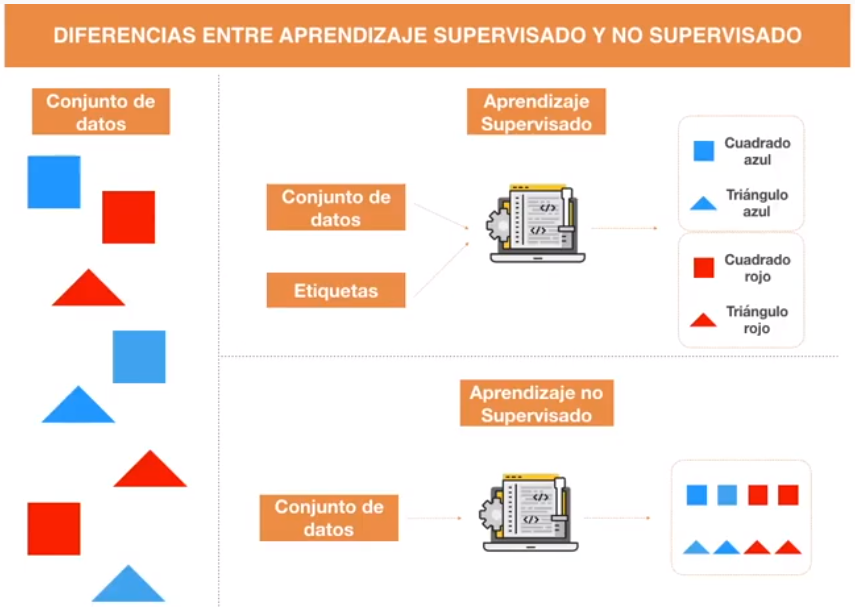 DIFERENCIAS ENTRE APRENDIZAJE SUPERVISADO Y NO SUPERVISADO
Conjunto de
datos
Aprendizaje
Supervisado
Conjunto de
datos
Etiquetas
</>
</>
Cuadrado
azul
Triángulo
azul
Cuadrado
rojo
Triángulo
rojo
Aprendizaje no
Supervisado
Conjunto de
datos
</>
</>